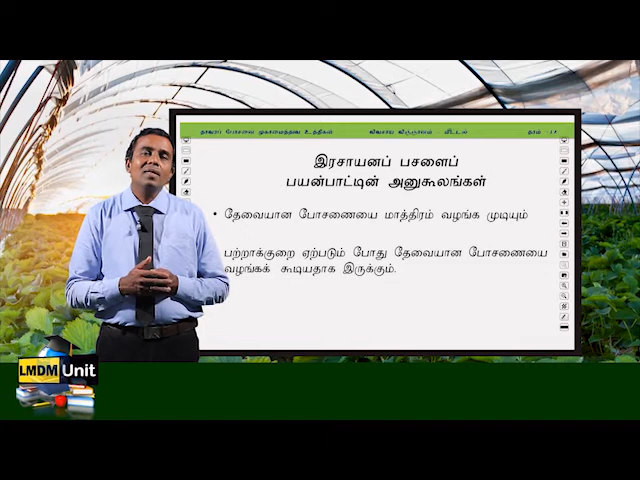 இரசாயனப் பசளைப்
பயன்பாட்டின் அனுகூலங்கள்
• தேவையான போசணையை மாத்திரம் வழங்க முடியும்
பற்றாக்குறை ஏற்படும் போது தேவையான போசணையை
வழங்கக் கூடியதாக இருக்கும்.
LMDM Unit